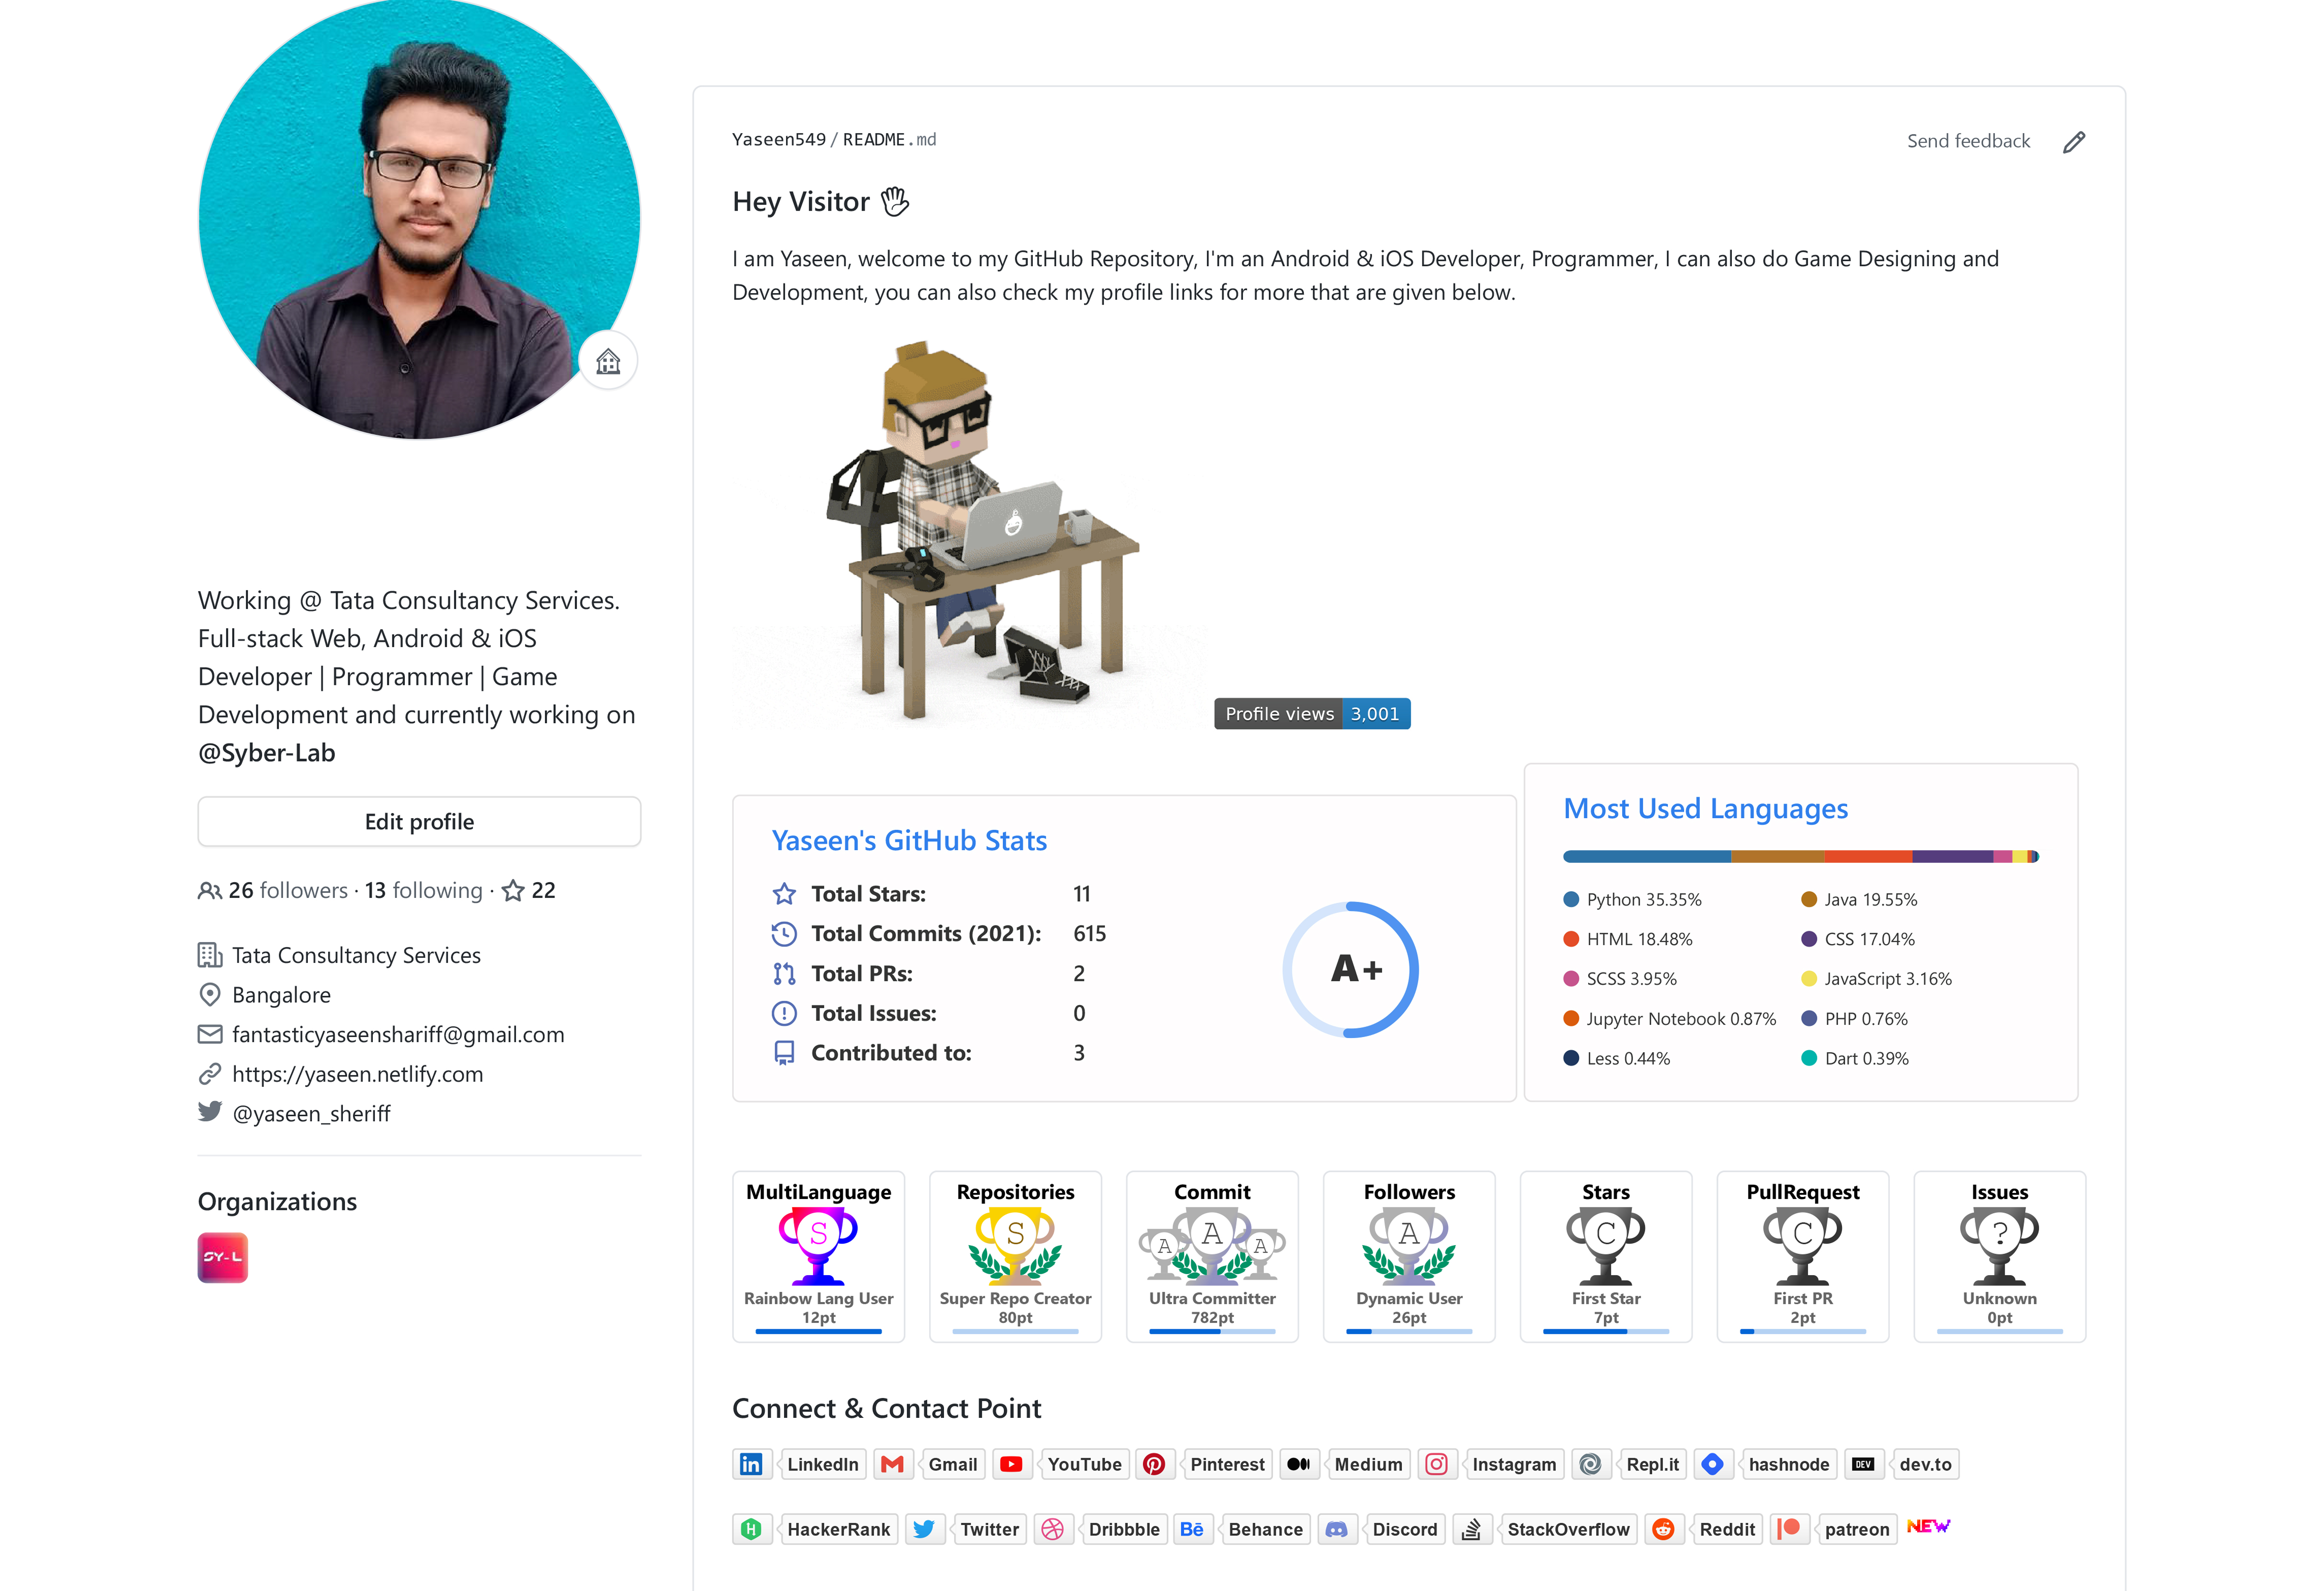 Working @ Tata Consultancy Services.
Full-stack Web, Android & iOS
Developer | Programmer | Game
Development and currently working on
@Syber-Lab
Edit profile
26 followers · 13 following · 22
Tata Consultancy Services
Bangalore
fantasticyaseenshariff@gmail.com
https://yaseen.netlify.com
@yaseen_sheriff
Organizations
SY-L
Yaseen549 / README.md
Send feedback
Hey Visitor
I am Yaseen, welcome to my GitHub Repository, I'm an Android & iOS Developer, Programmer, I can also do Game Designing and
Development, you can also check my profile links for more that are given below.
Profile views 3,001
Yaseen's GitHub Stats
Total Stars: 11
Total Commits (2021): 615
Total PRs: 2
Total Issues: 0
Contributed to: 3
A+
Most Used Languages
Python 35.35% Java 19.55%
HTML 18.48% CSS 17.04%
SCSS 3.95% JavaScript 3.16%
Jupyter Notebook 0.87% PHP 0.76%
Less 0.44% Dart 0.39%
MultiLanguage
S
Rainbow Lang User
12pt
Repositories
S
Super Repo Creator
80pt
Commit
A A A
Ultra Committer
782pt
Followers
A
Dynamic User
26pt
Stars
C
First Star
7pt
PullRequest
C
First PR
2pt
Issues
?
Unknown
0pt
Connect & Contact Point
in LinkedIn Gmail YouTube Pinterest Medium Instagram Repl.it hashnode DEV dev.to
H HackerRank Twitter Dribbble Bē Behance Discord StackOverflow Reddit patreon NEW